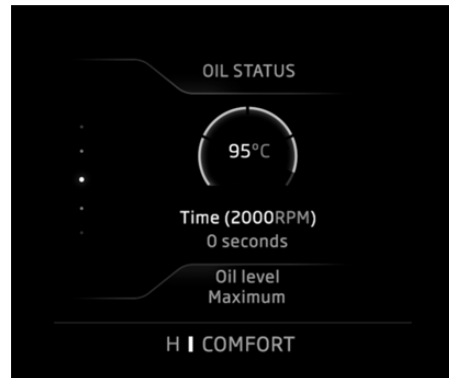 OIL STATUS
95°C
Time (2000RPM)
0 seconds
Oil level
Maximum
H COMFORT